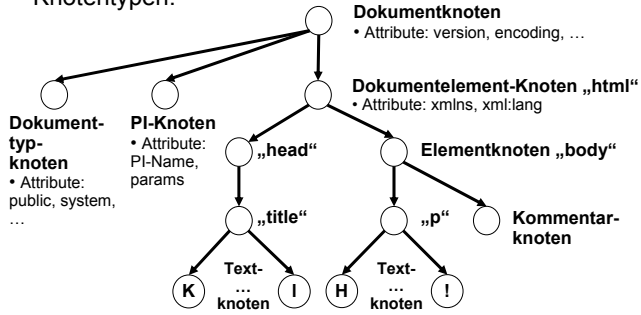 Knotentypen:
Dokumentknoten
• Attribute: version, encoding, …
Dokumentelement-Knoten „html“
• Attribute: xmlns, xml:lang
Dokument-
typ-
knoten
• Attribute:
public, system,
…
PI-Knoten
• Attribute:
PI-Name,
params
„head“
Elementknoten „body“
„title“
„p“
Kommentar-
knoten
K
Text-
…
knoten
l
H
Text-
…
knoten
!